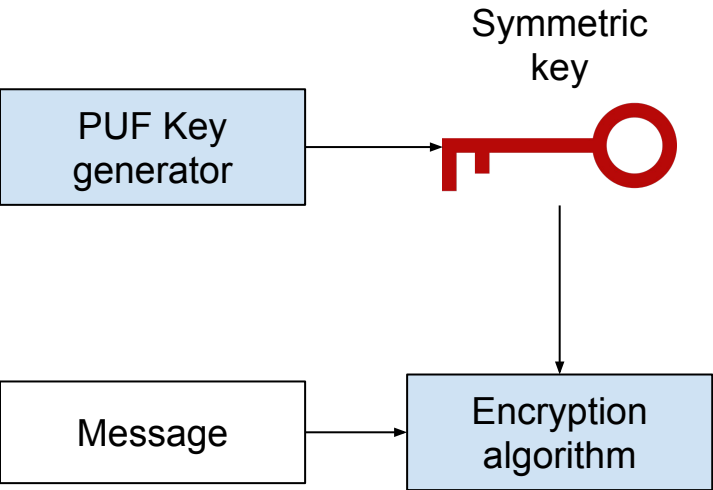 Symmetric
key
PUF Key
generator
Message
Encryption
algorithm